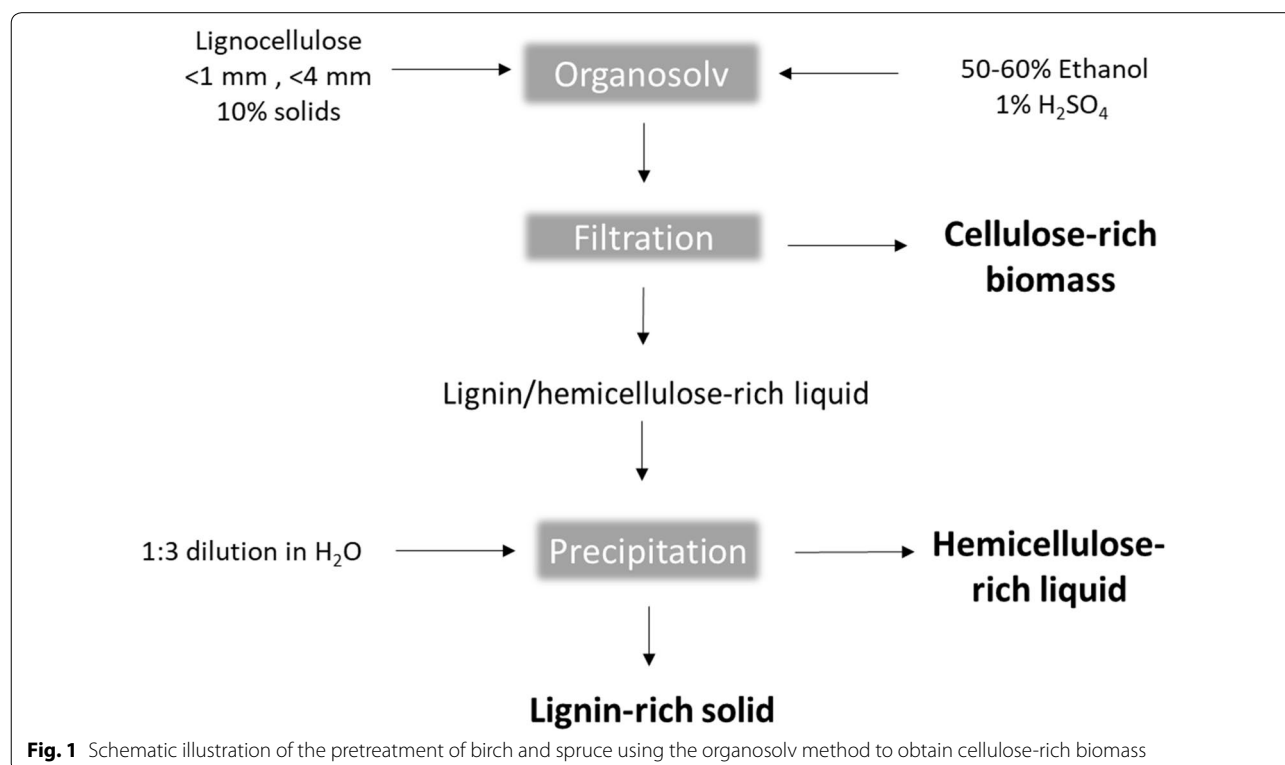 Lignocellulose
<1 mm , <4 mm
10% solids
Organosolv
50-60% Ethanol
1% H₂SO₄
Filtration
Cellulose-rich
biomass
Lignin/hemicellulose-rich liquid
1:3 dilution in H₂O
Precipitation
Hemicellulose-
rich liquid
Lignin-rich solid
Fig. 1 Schematic illustration of the pretreatment of birch and spruce using the organosolv method to obtain cellulose-rich biomass